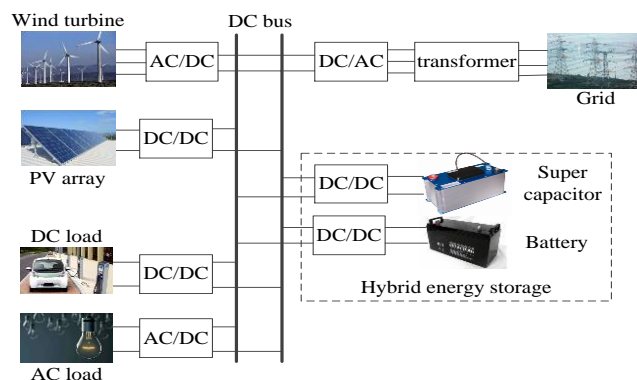 Wind turbine
DC bus
AC/DC
DC/AC
transformer
Grid
DC/DC
PV array
DC/DC
Super
capacitor
DC/DC
Battery
Hybrid energy storage
DC load
DC/DC
AC/DC
AC load